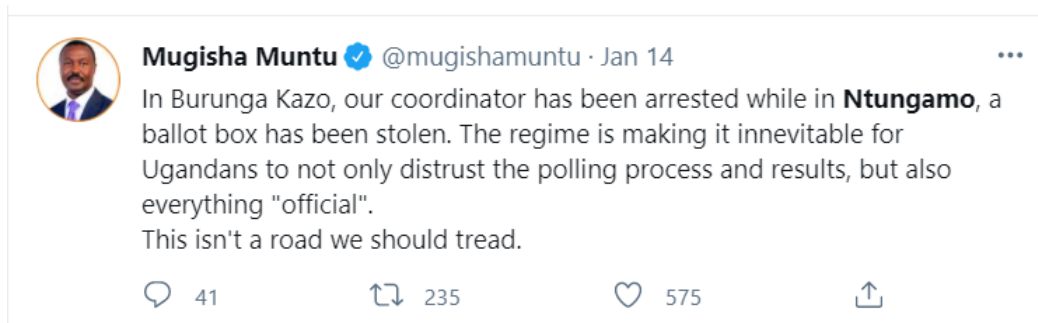 Mugisha Muntu @mugishamuntu · Jan 14
In Burunga Kazo, our coordinator has been arrested while in Ntungamo, a
ballot box has been stolen. The regime is making it innevitable for
Ugandans to not only distrust the polling process and results, but also
everything "official".
This isn't a road we should tread.
41 235 575